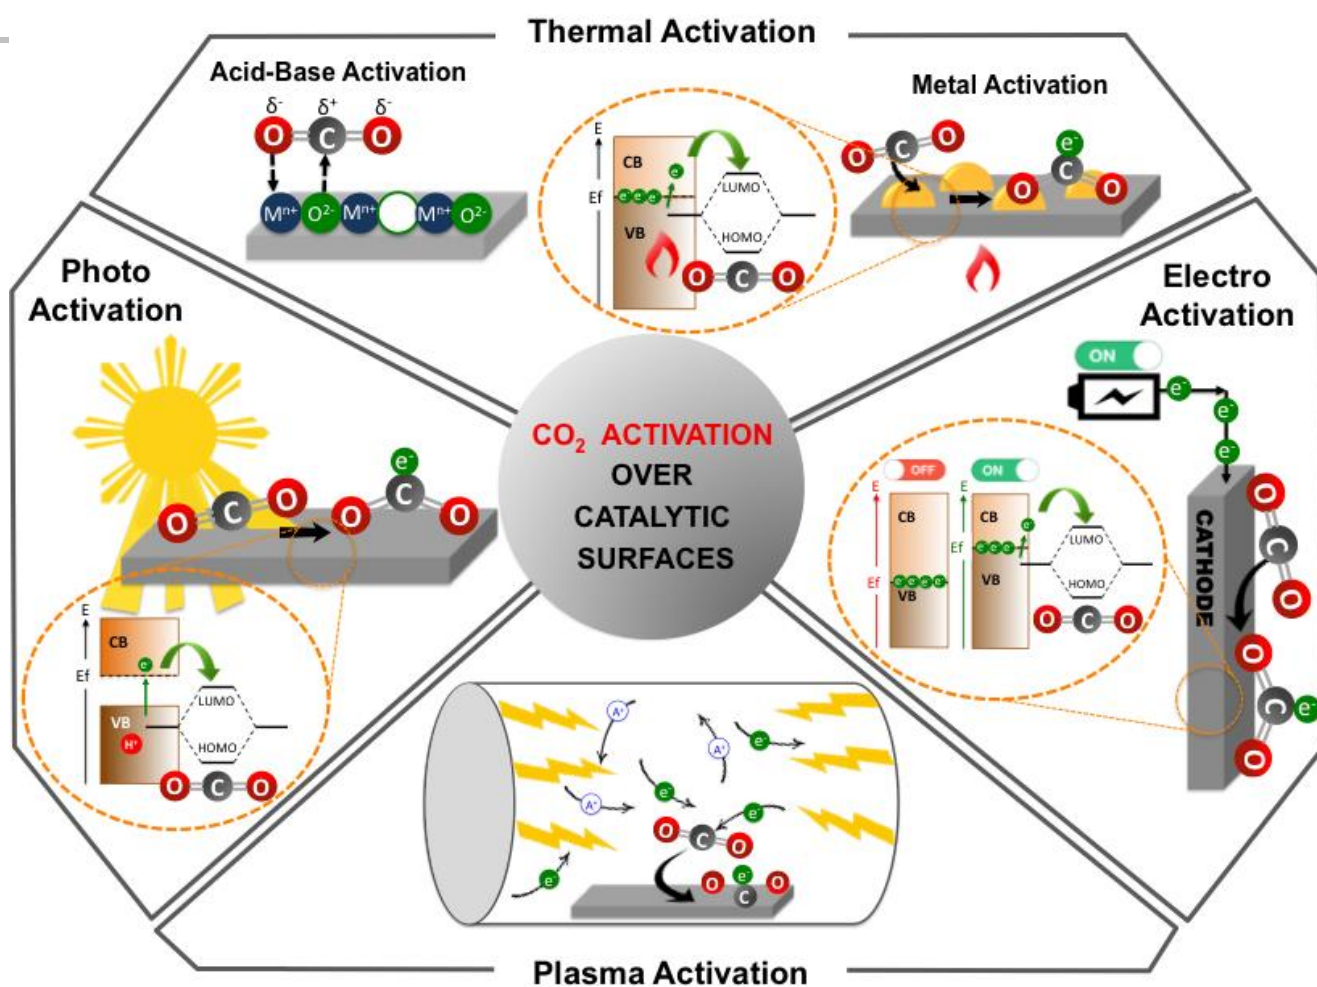 Thermal Activation
Acid-Base Activation
δ- δ+ δ-
O C O
Mⁿ⁺ O²⁻ Mⁿ⁺ Mⁿ⁺ O²⁻
E
CB
e⁻
Ef
e⁻ e⁻ e⁻
VB
LUMO
HOMO
O C O
Metal Activation
O C O
e⁻
O C O
Photo
Activation
O C O
e⁻
O C O
E
CB
e⁻
Ef
VB
H⁺
LUMO
HOMO
O C O
CO₂ ACTIVATION
OVER
CATALYTIC
SURFACES
Electro
Activation
ON
e⁻
e⁻
e⁻
CATHODE
O C O
O C O
e⁻
OFF ON
E E
CB CB
e⁻
Ef e⁻ e⁻ e⁻
Ef e⁻ e⁻ e⁻ e⁻
VB VB
LUMO
HOMO
O C O
A⁺
A⁺
e⁻
e⁻
A⁺
e⁻
O C O
e⁻
O e⁻ O
C
Plasma Activation